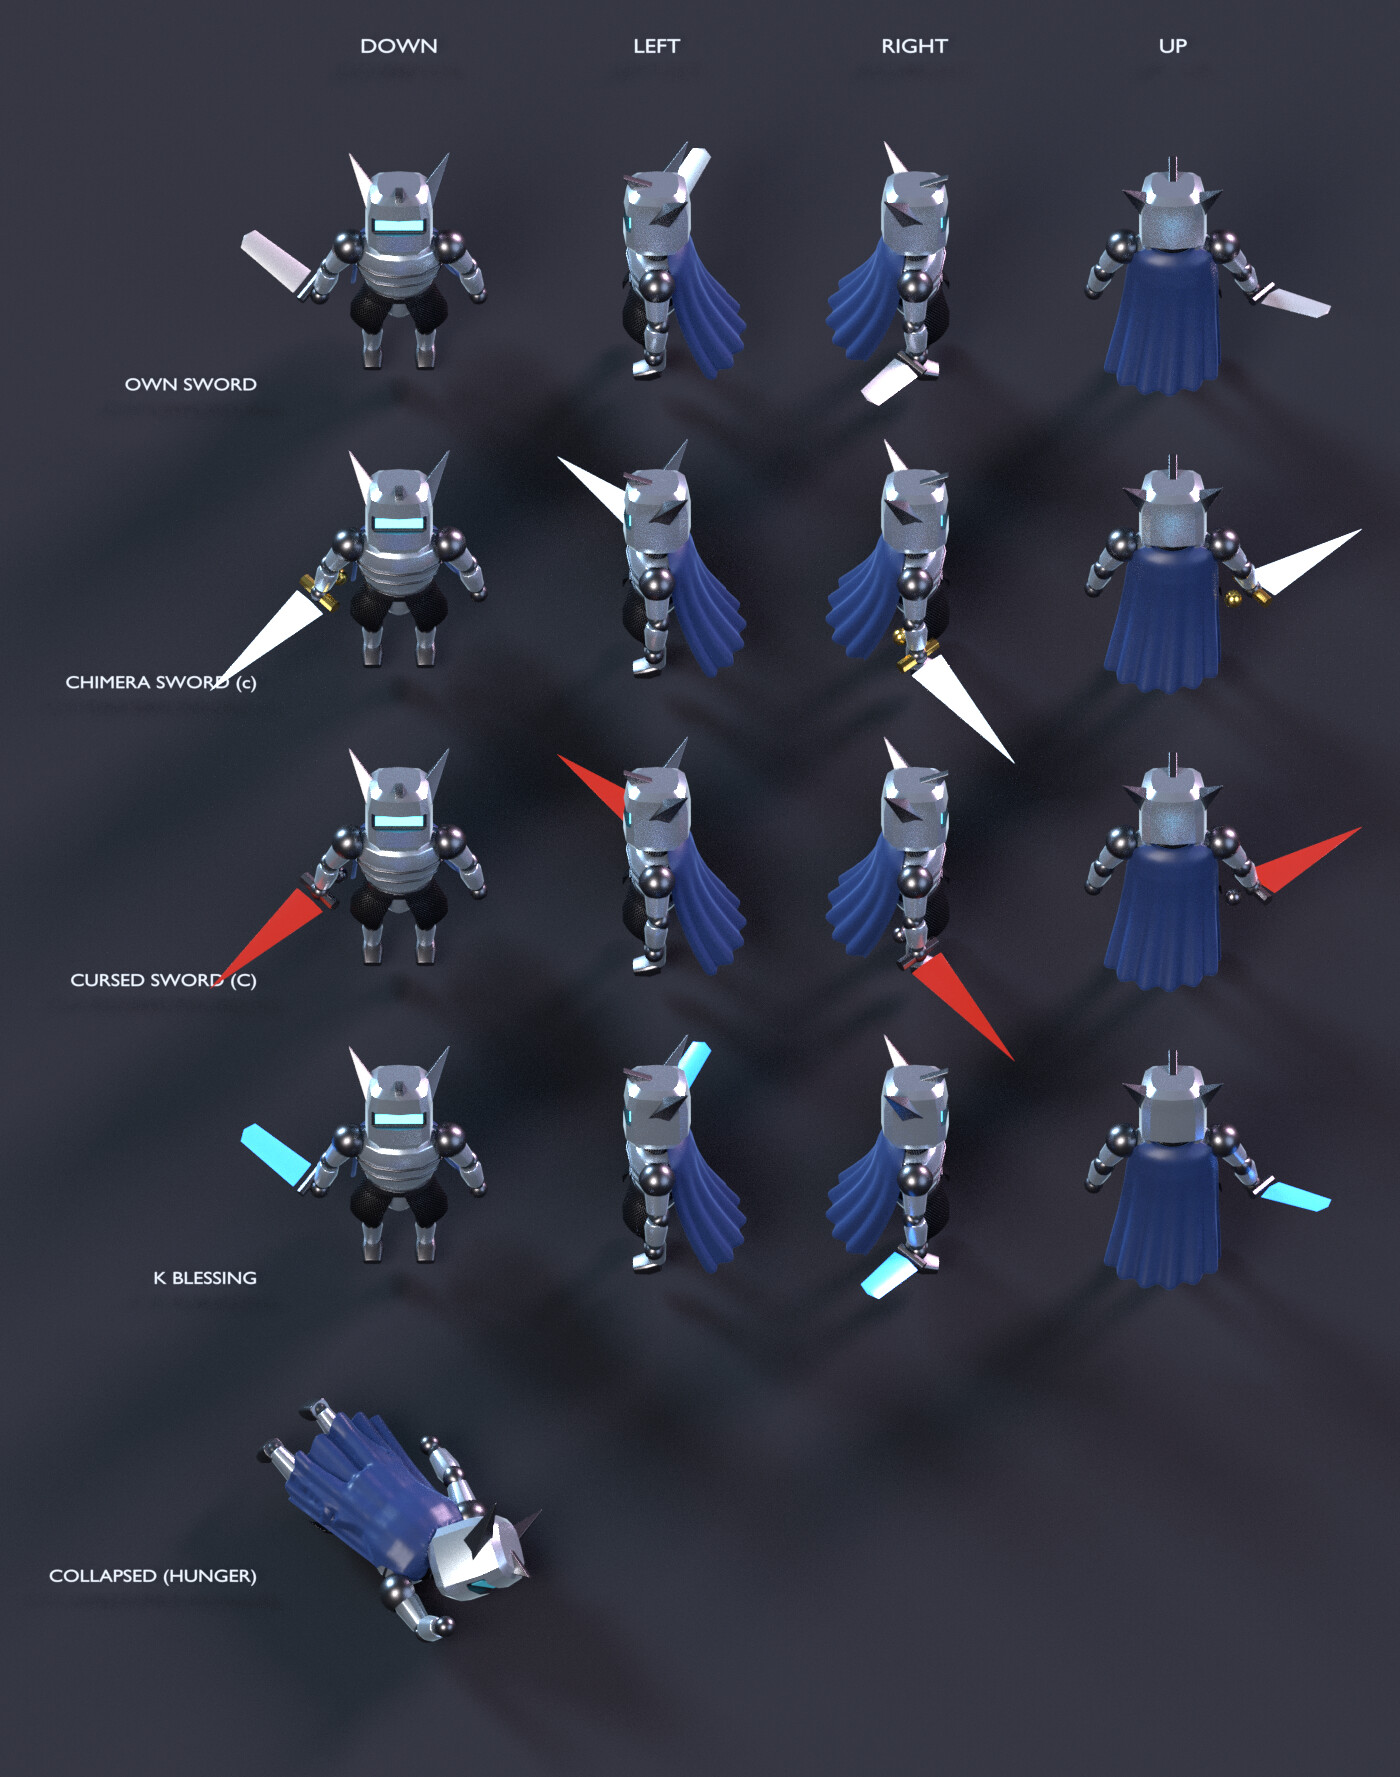 DOWN LEFT RIGHT UP
OWN SWORD
CHIMERA SWORD (c)
CURSED SWORD (C)
K BLESSING
COLLAPSED (HUNGER)